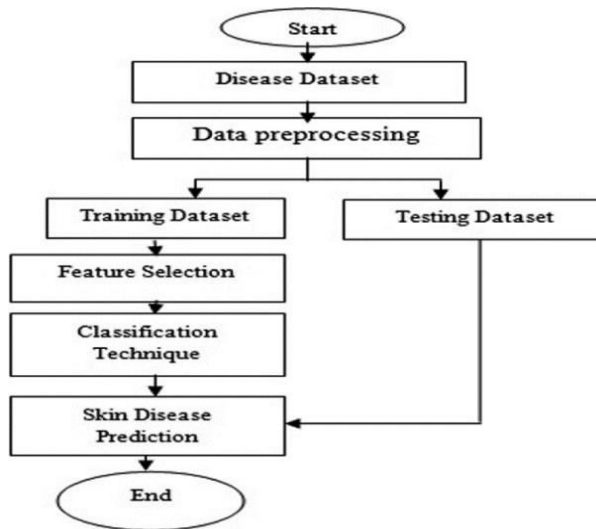 Start
Disease Dataset
Data preprocessing
Training Dataset
Testing Dataset
Feature Selection
Classification
Technique
Skin Disease
Prediction
End